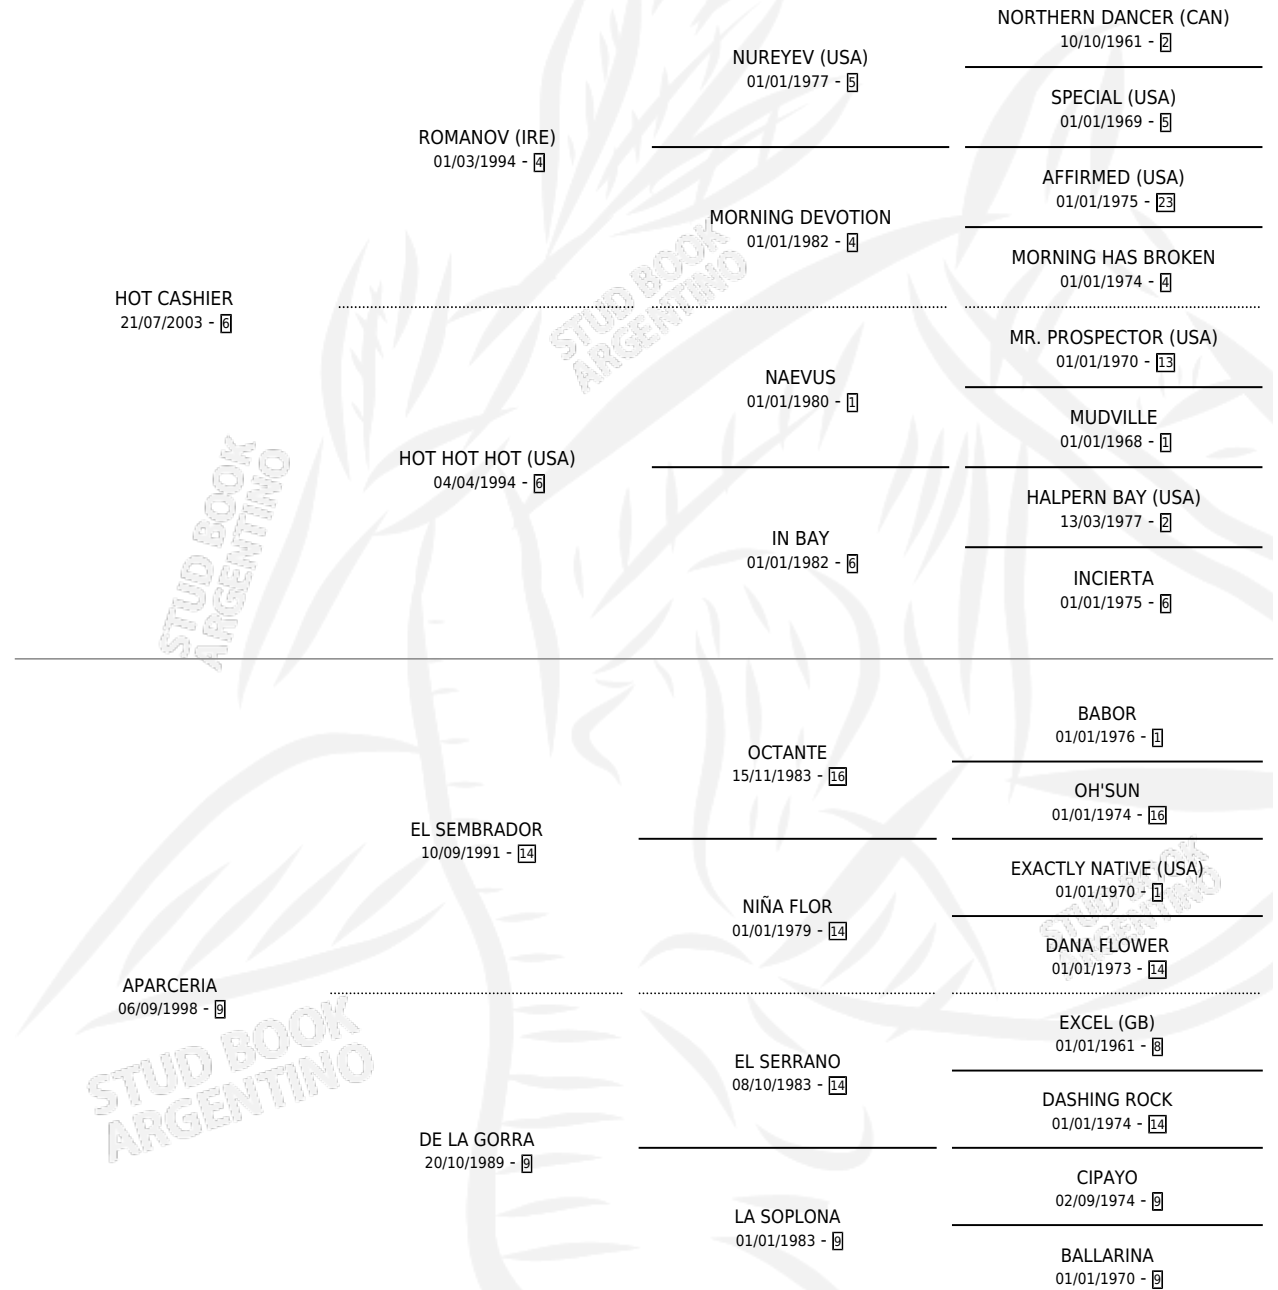 NORTHERN DANCER (CAN)
10/10/1961 - 2
NUREYEV (USA)
01/01/1977 - 5
SPECIAL (USA)
01/01/1969 - 5
ROMANOV (IRE)
01/03/1994 - 4
AFFIRMED (USA)
01/01/1975 - 23
MORNING DEVOTION
01/01/1982 - 4
MORNING HAS BROKEN
01/01/1974 - 4
HOT CASHIER
21/07/2003 - 6
MR. PROSPECTOR (USA)
01/01/1970 - 13
NAEVUS
01/01/1980 - 1
MUDVILLE
01/01/1968 - 1
HOT HOT HOT (USA)
04/04/1994 - 6
HALPERN BAY (USA)
13/03/1977 - 2
IN BAY
01/01/1982 - 6
INCIERTA
01/01/1975 - 6
BABOR
01/01/1976 - 1
OCTANTE
15/11/1983 - 16
OH'SUN
01/01/1974 - 16
EL SEMBRADOR
10/09/1991 - 14
EXACTLY NATIVE (USA)
01/01/1970 - 1
NIÑA FLOR
01/01/1979 - 14
DANA FLOWER
01/01/1973 - 14
APARCERIA
06/09/1998 - 9
EXCEL (GB)
01/01/1961 - 8
EL SERRANO
08/10/1983 - 14
DASHING ROCK
01/01/1974 - 14
DE LA GORRA
20/10/1989 - 9
CIPAYO
02/09/1974 - 9
LA SOPLONA
01/01/1983 - 9
BALLARINA
01/01/1970 - 9
STUD BOOK
ARGENTINO
STUD BOOK
ARGENTINO
STUD BOOK
ARGENTINO
STUD BOOK
ARGENTINO